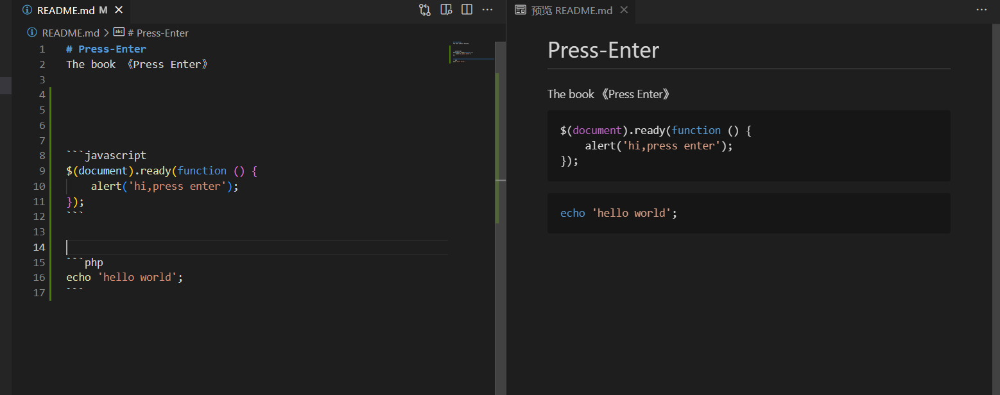 README.md M
README.md > # Press-Enter
1 # Press-Enter
2 The book 《Press Enter》
3
4
5
6
7
8 ```javascript
9 $(document).ready(function () {
10     alert('hi,press enter');
11 });
12 ```
13
14
15 ```php
16 echo 'hello world';
17 ```
预览 README.md
Press-Enter
The book 《Press Enter》
$(document).ready(function () {
    alert('hi,press enter');
});
echo 'hello world';